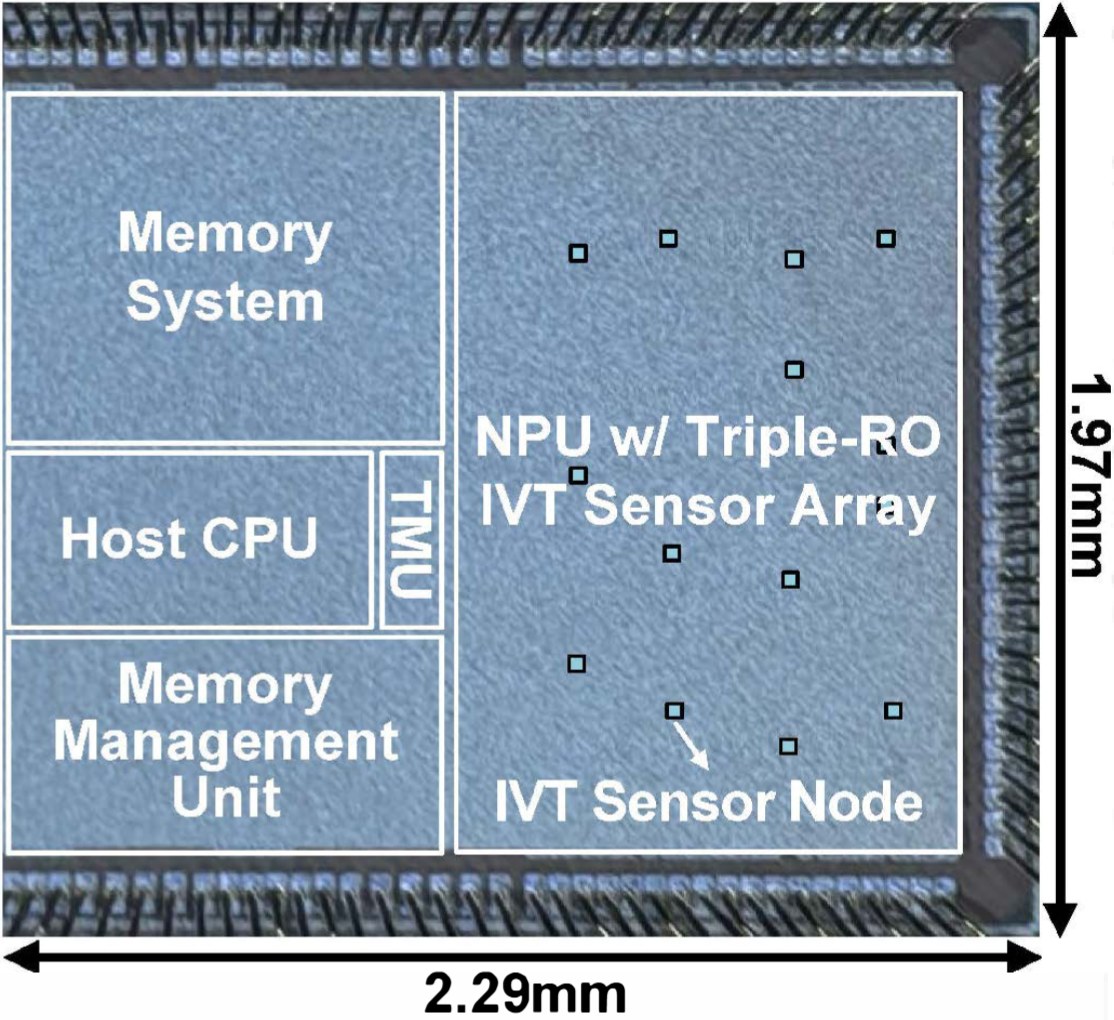 Memory
System
NPU w/ Triple-RO
IVT Sensor Array
Host CPU
TMU
Memory
Management
Unit
IVT Sensor Node
1.97mm
2.29mm